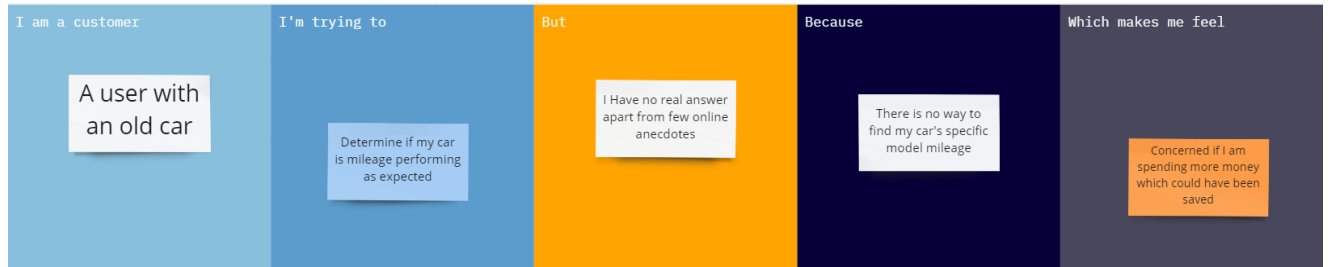 I am a customer
A user with
an old car
I'm trying to
Determine if my car
is mileage performing
as expected
But
I Have no real answer
apart from few online
anecdotes
Because
There is no way to
find my car's specific
model mileage
Which makes me feel
Concerned if I am
spending more money
which could have been
saved